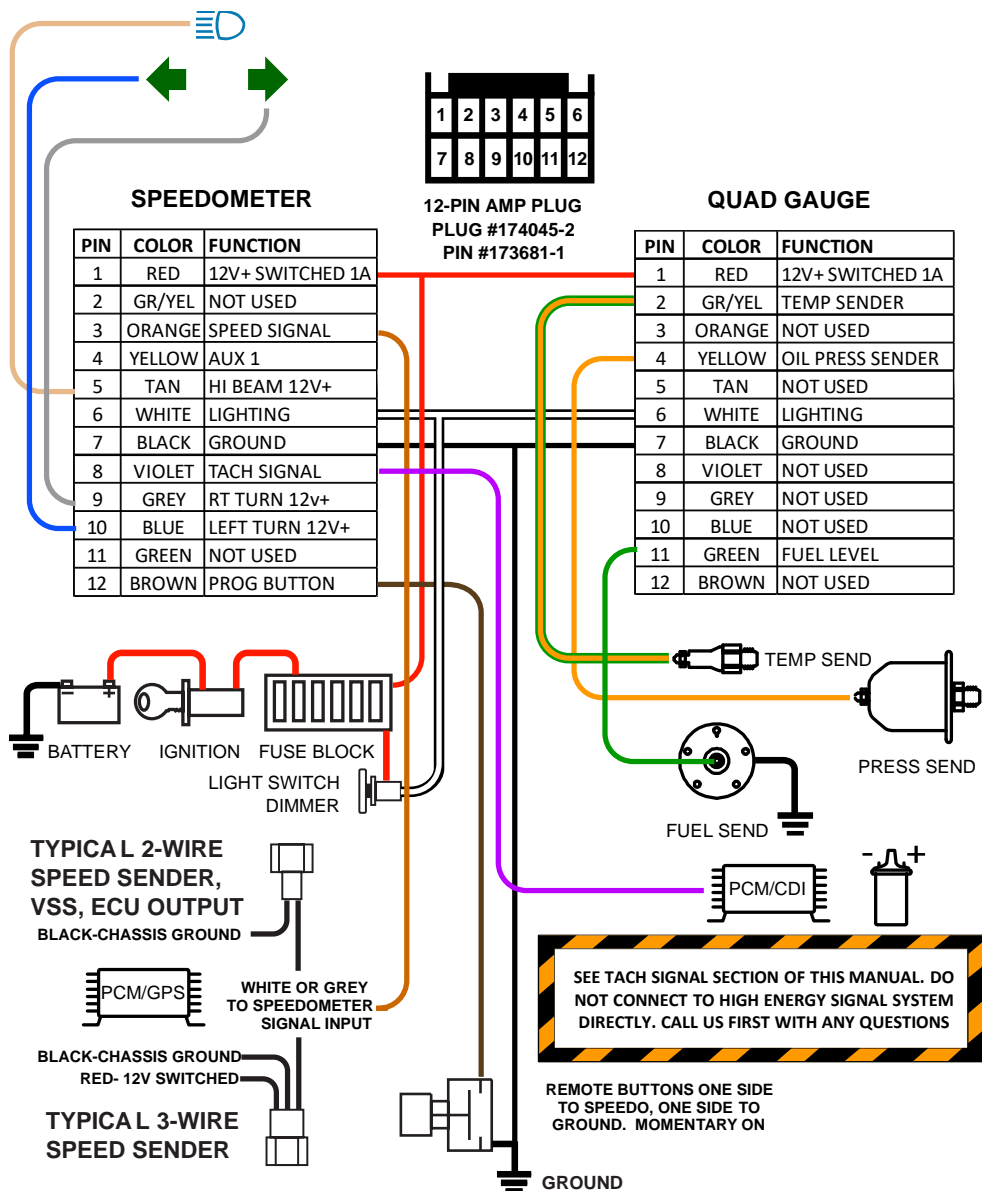 1 2 3 4 5 6
7 8 9 10 11 12
12-PIN AMP PLUG
PLUG #174045-2
PIN #173681-1
SPEEDOMETER
PIN COLOR FUNCTION
1 RED 12V+ SWITCHED 1A
2 GR/YEL NOT USED
3 ORANGE SPEED SIGNAL
4 YELLOW AUX 1
5 TAN HI BEAM 12V+
6 WHITE LIGHTING
7 BLACK GROUND
8 VIOLET TACH SIGNAL
9 GREY RT TURN 12v+
10 BLUE LEFT TURN 12V+
11 GREEN NOT USED
12 BROWN PROG BUTTON
QUAD GAUGE
PIN COLOR FUNCTION
1 RED 12V+ SWITCHED 1A
2 GR/YEL TEMP SENDER
3 ORANGE NOT USED
4 YELLOW OIL PRESS SENDER
5 TAN NOT USED
6 WHITE LIGHTING
7 BLACK GROUND
8 VIOLET NOT USED
9 GREY NOT USED
10 BLUE NOT USED
11 GREEN FUEL LEVEL
12 BROWN NOT USED
- +
BATTERY
IGNITION
FUSE BLOCK
LIGHT SWITCH
DIMMER
TEMP SEND
PRESS SEND
FUEL SEND
TYPICAL 2-WIRE
SPEED SENDER,
VSS, ECU OUTPUT
BLACK-CHASSIS GROUND
PCM/GPS
WHITE OR GREY
TO SPEEDOMETER
SIGNAL INPUT
BLACK-CHASSIS GROUND
RED- 12V SWITCHED
TYPICAL 3-WIRE
SPEED SENDER
PCM/CDI
- +
SEE TACH SIGNAL SECTION OF THIS MANUAL. DO
NOT CONNECT TO HIGH ENERGY SIGNAL SYSTEM
DIRECTLY. CALL US FIRST WITH ANY QUESTIONS
REMOTE BUTTONS ONE SIDE
TO SPEEDO, ONE SIDE TO
GROUND. MOMENTARY ON
GROUND